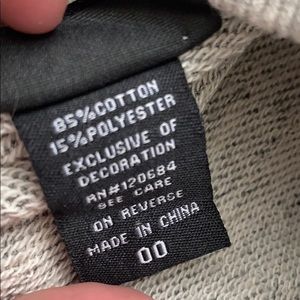 85%COTTON
15%POLYESTER
EXCLUSIVE OF
DECORATION
RN#120684
SEE CARE
ON REVERSE
MADE IN CHINA
00